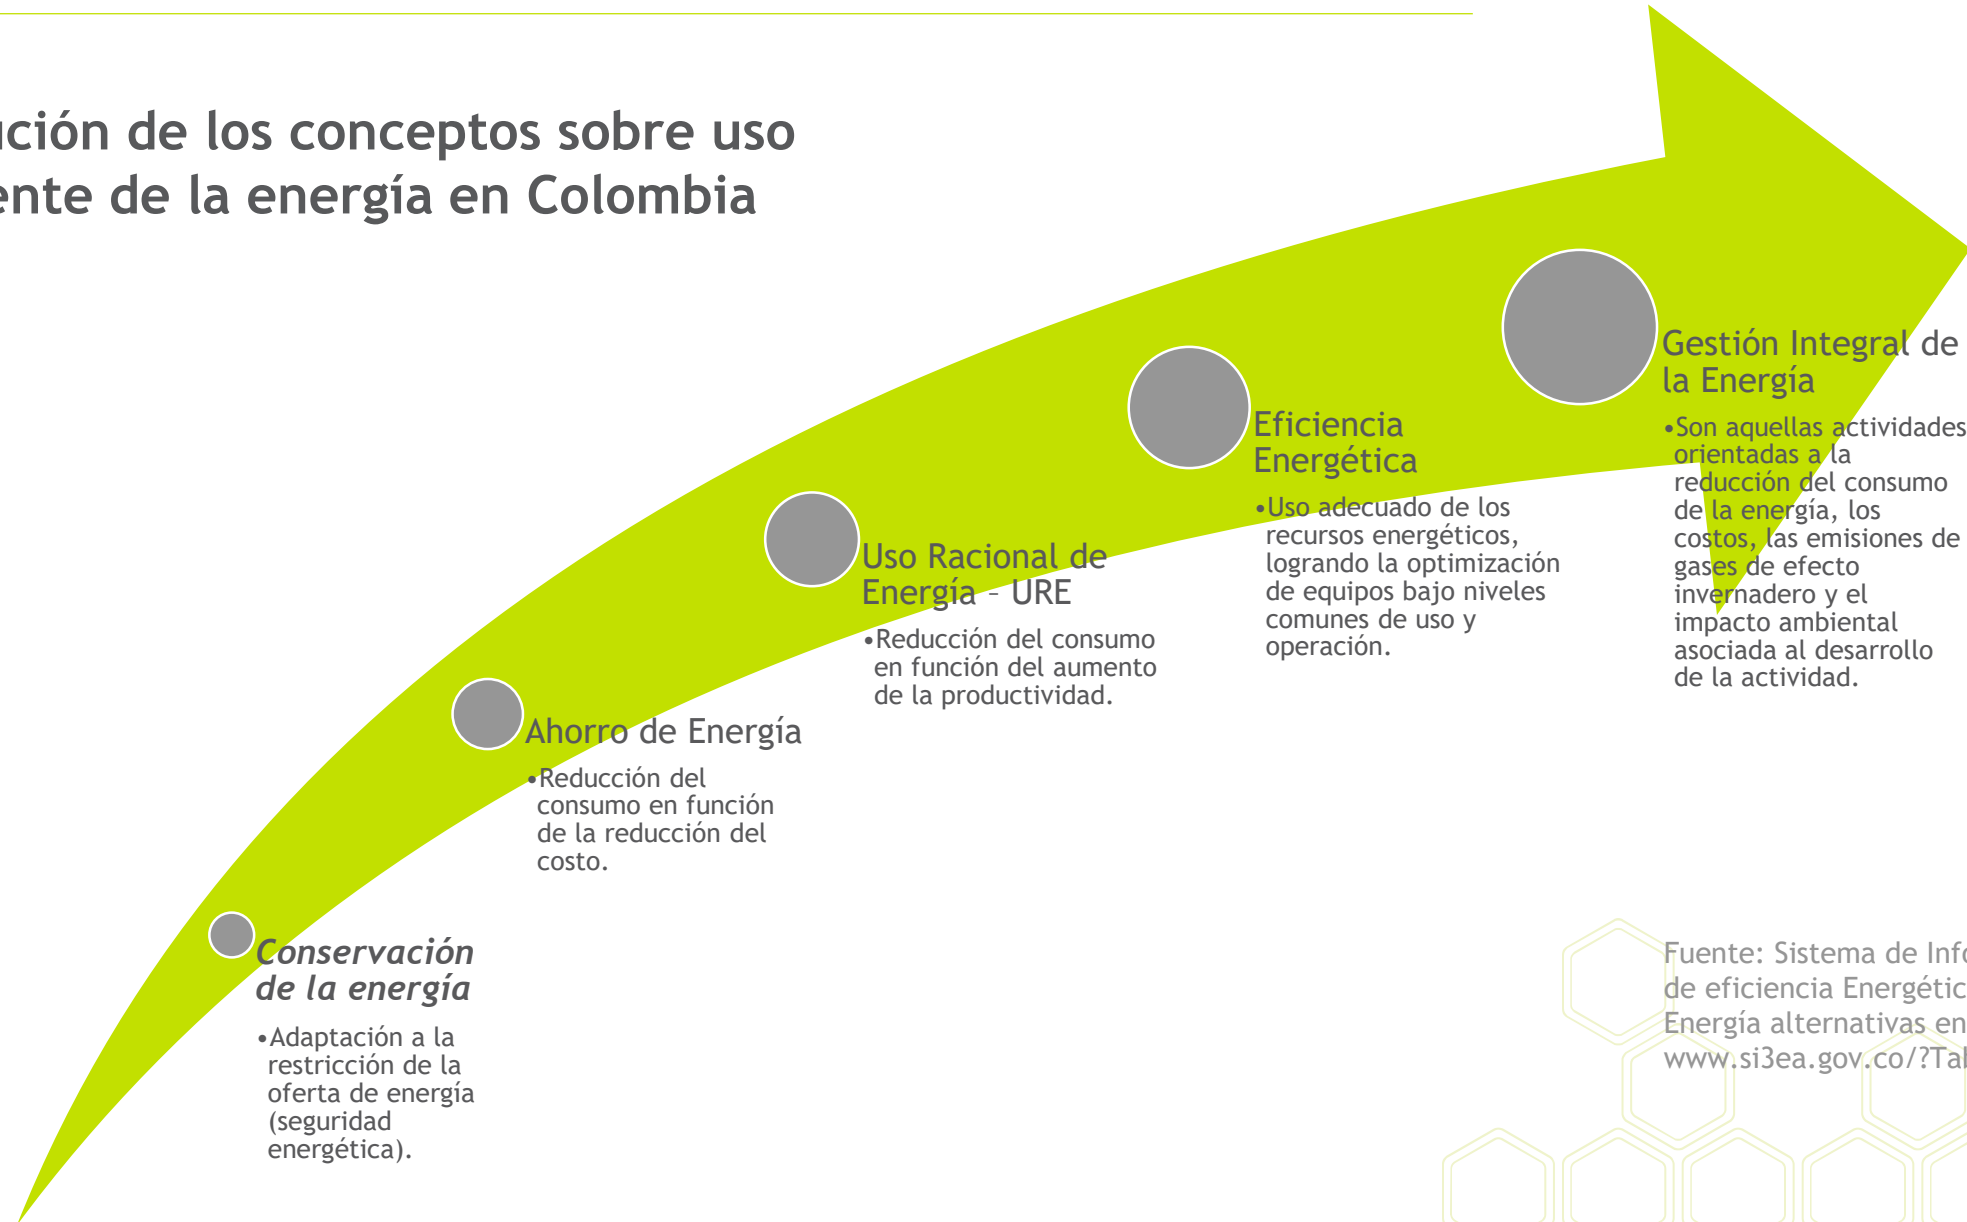 ción de los conceptos sobre uso
ente de la energía en Colombia
Gestión Integral de
la Energía
•Son aquellas actividades
orientadas a la
reducción del consumo
de la energía, los
costos, las emisiones de
gases de efecto
invernadero y el
impacto ambiental
asociada al desarrollo
de la actividad.
Eficiencia
Energética
•Uso adecuado de los
recursos energéticos,
logrando la optimización
de equipos bajo niveles
comunes de uso y
operación.
Uso Racional de
Energía – URE
•Reducción del consumo
en función del aumento
de la productividad.
Ahorro de Energía
•Reducción del
consumo en función
de la reducción del
costo.
Conservación
de la energía
•Adaptación a la
restricción de la
oferta de energía
(seguridad
energética).
Fuente: Sistema de Info
de eficiencia Energétic
Energía alternativas en
www.si3ea.gov.co/?Tab